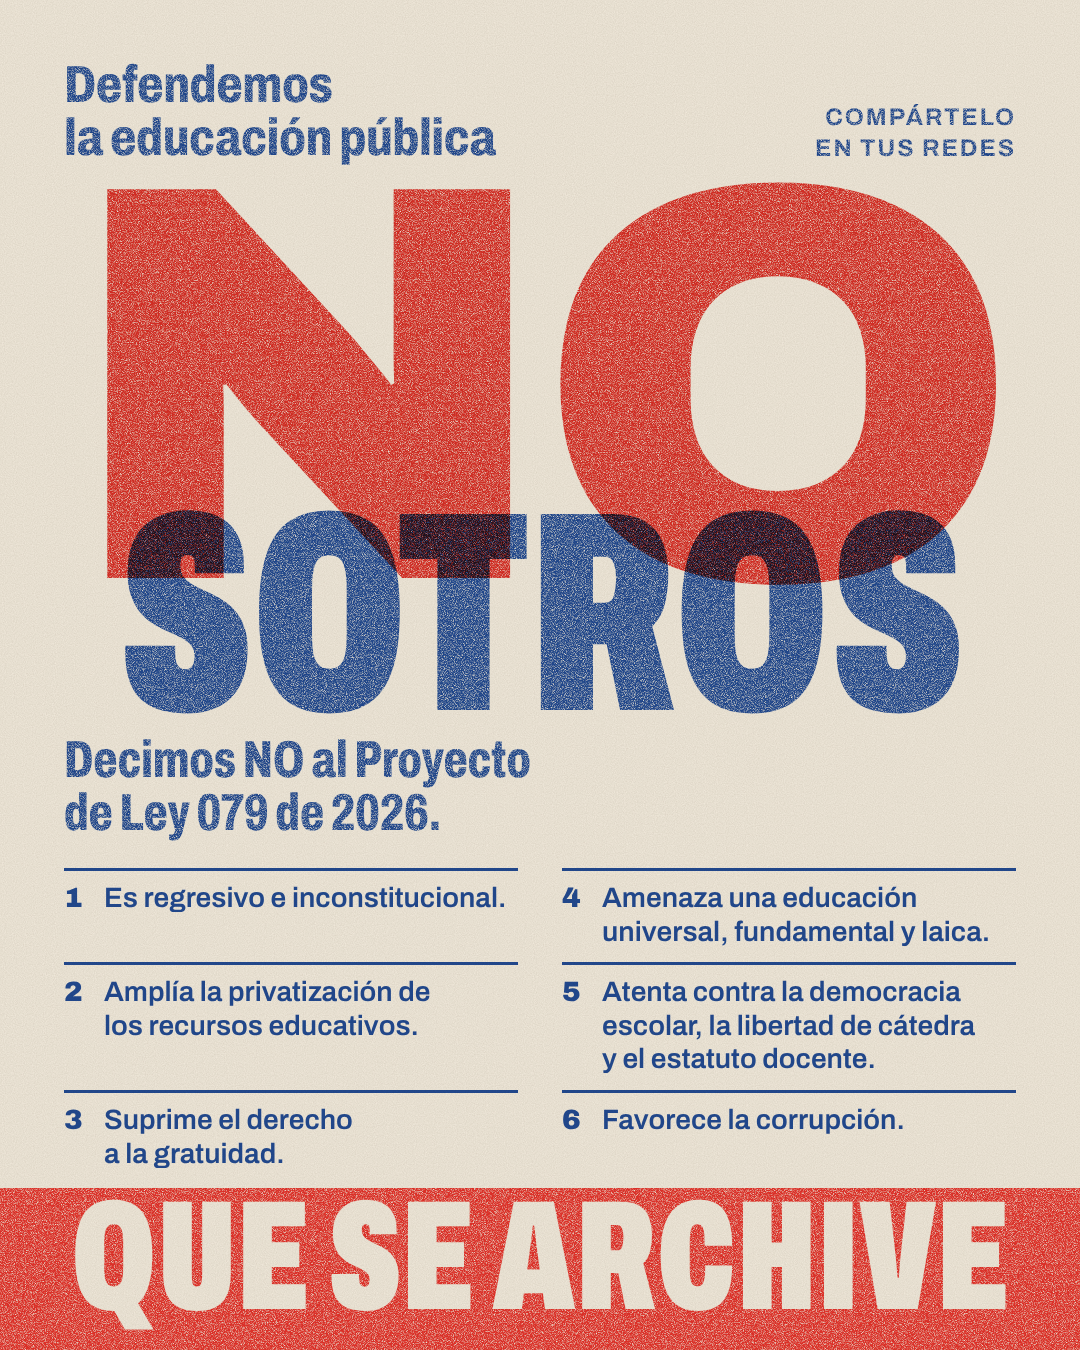 Defendemos
la educación pública
COMPÁRTELO
EN TUS REDES
NO
SOTROS
Decimos NO al Proyecto
de Ley 079 de 2026.
1 Es regresivo e inconstitucional.
2 Amplía la privatización de
los recursos educativos.
3 Suprime el derecho
a la gratuidad.
4 Amenaza una educación
universal, fundamental y laica.
5 Atenta contra la democracia
escolar, la libertad de cátedra
y el estatuto docente.
6 Favorece la corrupción.
QUE SE ARCHIVE